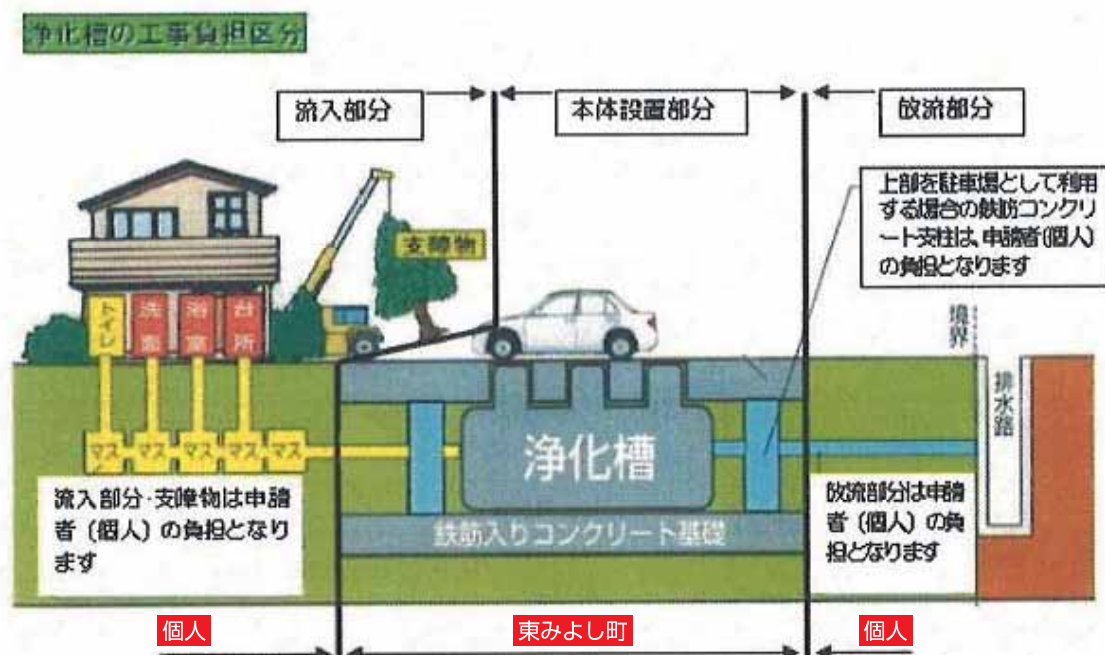 浄化槽の工事負担区分
流入部分
本体設置部分
放流部分
上部を駐車場として利用
する場合の鉄筋コンクリ
ート支柱は、申請者(個人)
の負担となります
支障物
トイレ
洗面
浴室
台所
境界
排水路
マス
マス
マス
マス
マス
浄化槽
流入部分・支障物は申請
者（個人）の負担となり
ます
放流部分は申請
者（個人）の負
担となります
鉄筋入りコンクリート基礎
個人
東みよし町
個人